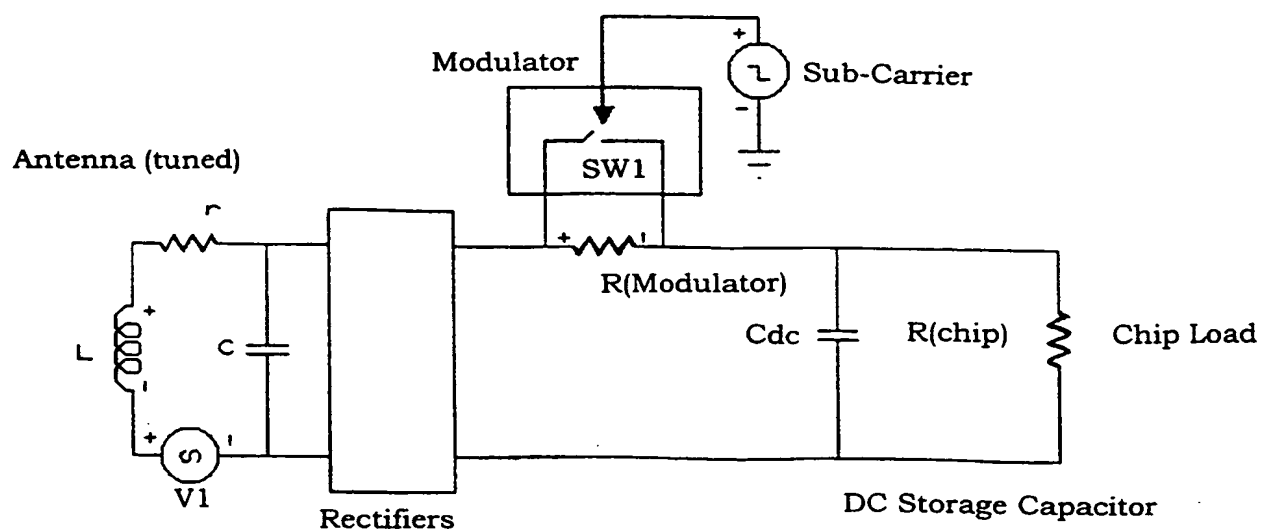 Modulator
Sub-Carrier
+
-
SW1
Antenna (tuned)
r
+
-
R(Modulator)
L
+
-
C
Cdc
R(chip)
Chip Load
+
-
S
V1
Rectifiers
DC Storage Capacitor